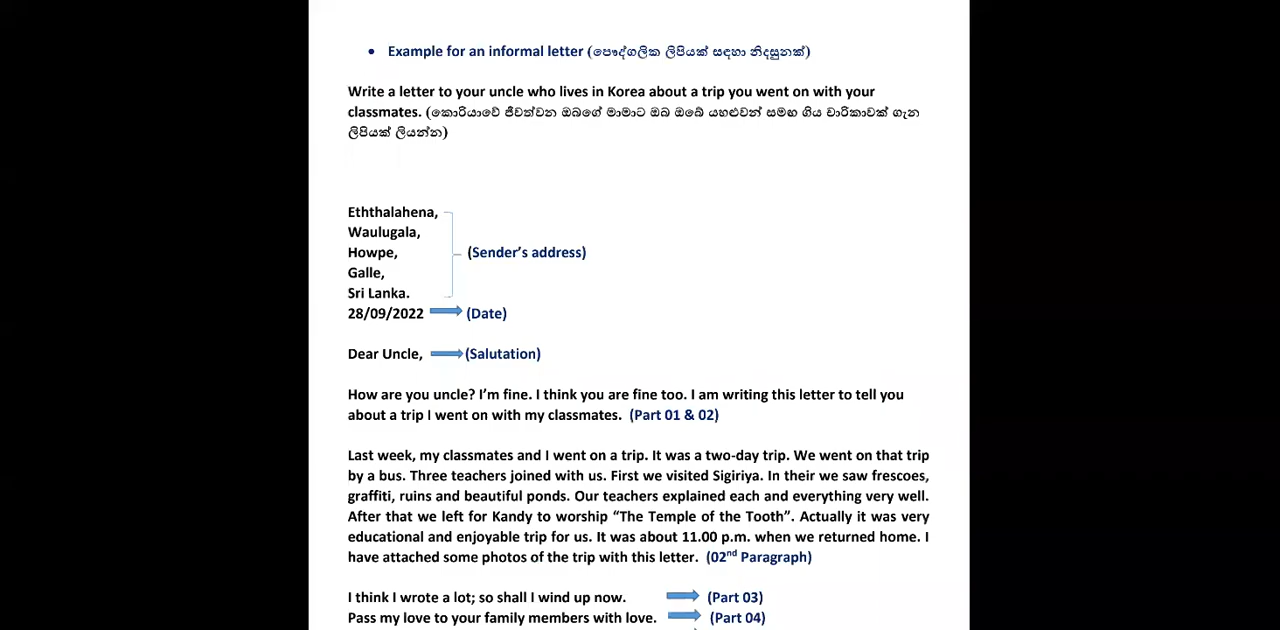 • Example for an informal letter (පෞද්ගලික ලිපියක් සඳහා නිදසුනක්)
Write a letter to your uncle who lives in Korea about a trip you went on with your
classmates. (කොරියාවේ ජීවත්වන ඔබගේ මාමාට ඔබ ඔබේ යහළුවන් සමඟ ගිය චාරිකාවක් ගැන
ලිපියක් ලියන්න)
Eththalahena,
Waulugala,
Howpe,
(Sender’s address)
Galle,
Sri Lanka.
28/09/2022 (Date)
Dear Uncle, (Salutation)
How are you uncle? I’m fine. I think you are fine too. I am writing this letter to tell you
about a trip I went on with my classmates. (Part 01 & 02)
Last week, my classmates and I went on a trip. It was a two-day trip. We went on that trip
by a bus. Three teachers joined with us. First we visited Sigiriya. In their we saw frescoes,
graffiti, ruins and beautiful ponds. Our teachers explained each and everything very well.
After that we left for Kandy to worship “The Temple of the Tooth”. Actually it was very
educational and enjoyable trip for us. It was about 11.00 p.m. when we returned home. I
have attached some photos of the trip with this letter. (02nd Paragraph)
I think I wrote a lot; so shall I wind up now. (Part 03)
Pass my love to your family members with love. (Part 04)